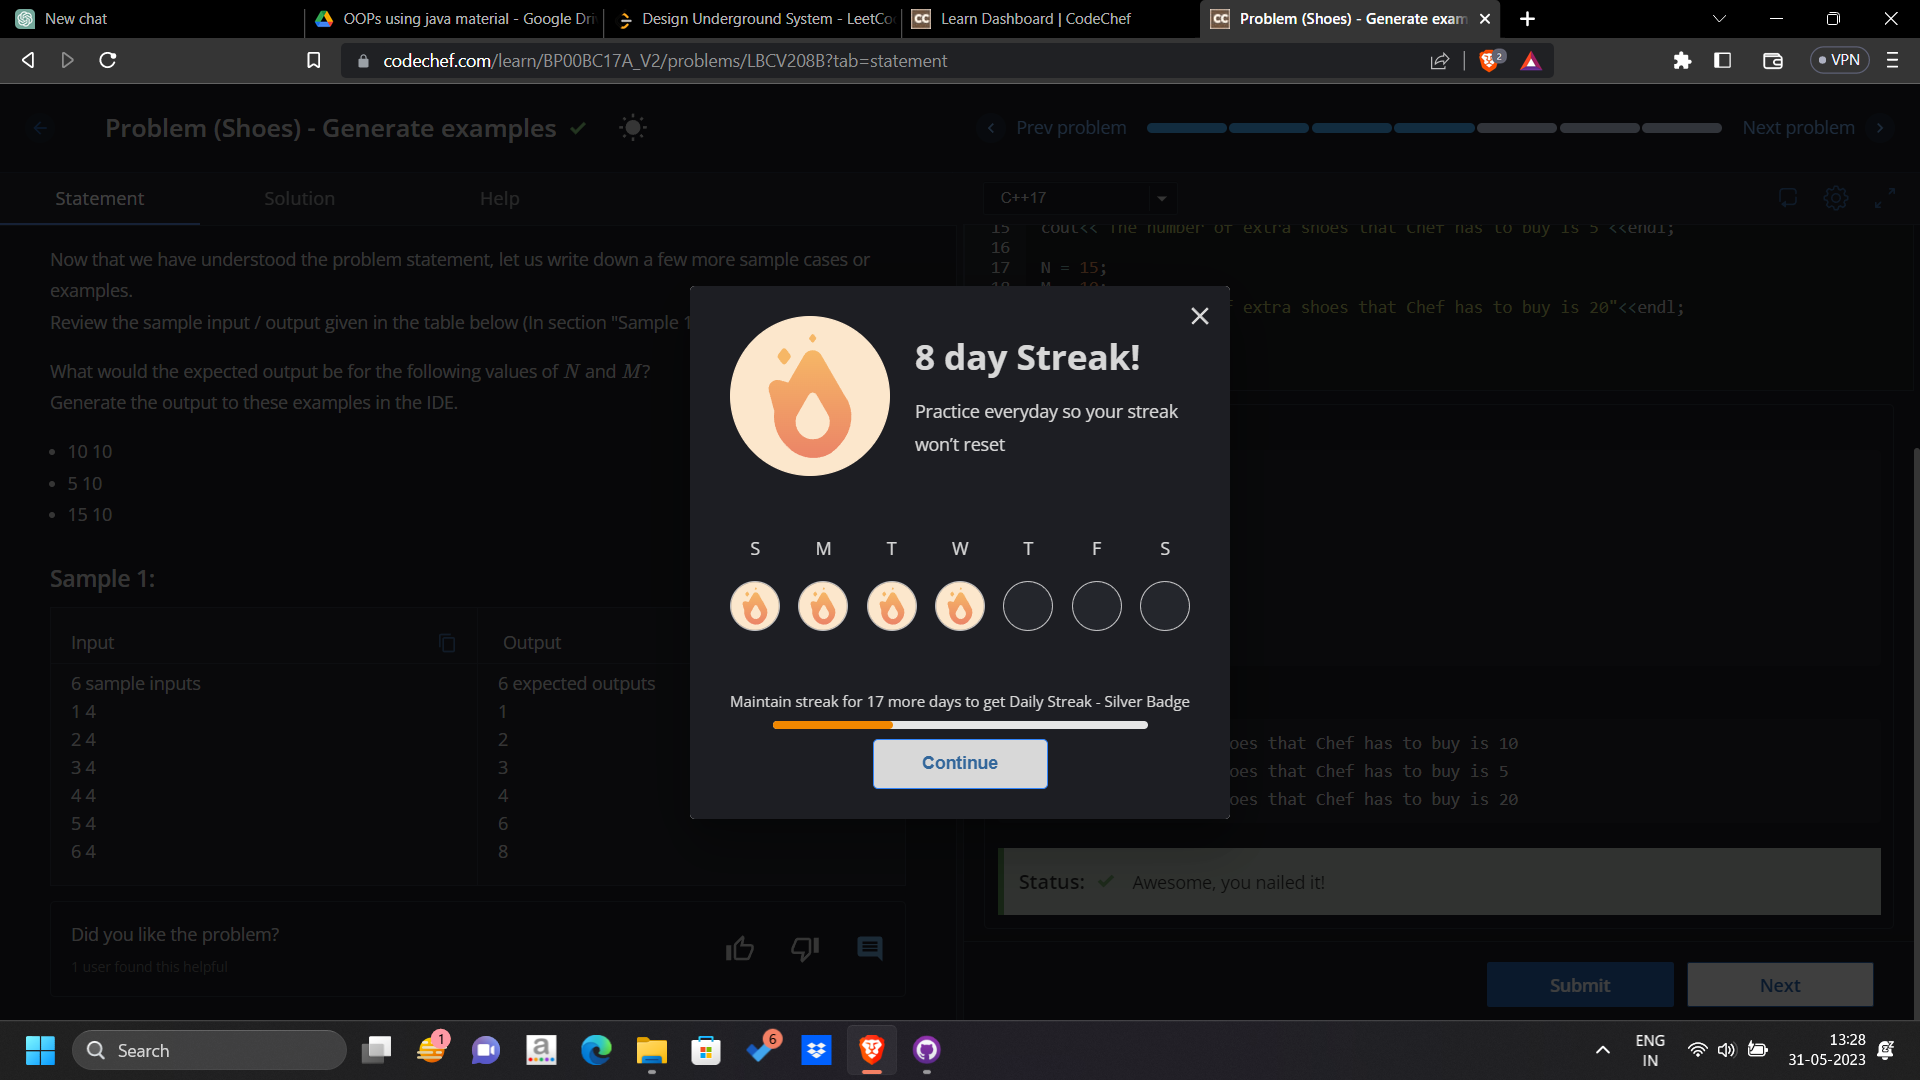 New chat
OOPs using java material - Google Dri
Design Underground System - LeetCo
CC Learn Dashboard | CodeChef
CC Problem (Shoes) - Generate exam
codechef.com/learn/BP00BC17A_V2/problems/LBCV208B?tab=statement
2
VPN
Problem (Shoes) - Generate examples
Prev problem
Next problem
Statement
Solution
Help
C++17
Now that we have understood the problem statement, let us write down a few more sample cases or
examples.
Review the sample input / output given in the table below (In section "Sample 1
What would the expected output be for the following values of N and M?
Generate the output to these examples in the IDE.
10 10
5 10
15 10
Sample 1:
Input
Output
6 sample inputs
6 expected outputs
1 4
1
2 4
2
3 4
3
4 4
4
5 4
6
6 4
8
Did you like the problem?
1 user found this helpful
15 cout<< The number of extra shoes that Chef has to buy is 5 <<endl;
16
17 N = 15;
extra shoes that Chef has to buy is 20"<<endl;
8 day Streak!
Practice everyday so your streak
won't reset
S M T W T F S
Maintain streak for 17 more days to get Daily Streak - Silver Badge
Continue
oes that Chef has to buy is 10
oes that Chef has to buy is 5
oes that Chef has to buy is 20
Status: Awesome, you nailed it!
Submit
Next
Search
1
a
6
ENG
IN
13:28
31-05-2023